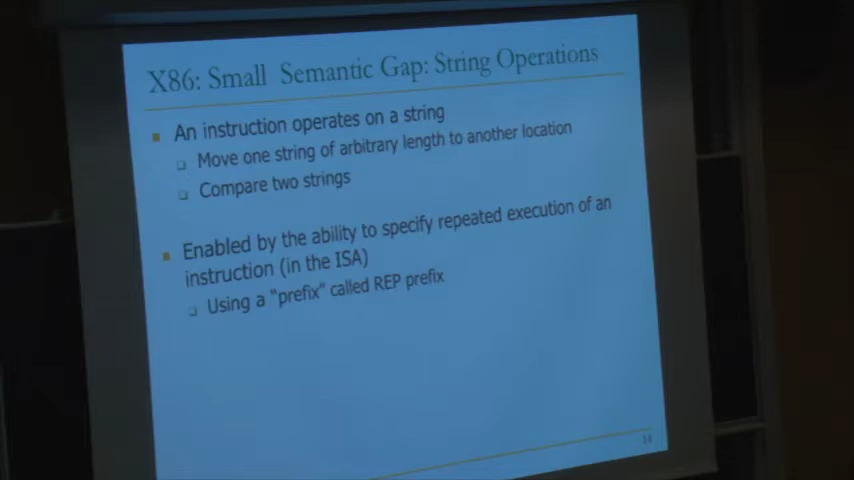 X86: Small Semantic Gap: String Operations
An instruction operates on a string
Move one string of arbitrary length to another location
Compare two strings
Enabled by the ability to specify repeated execution of an
instruction (in the ISA)
Using a "prefix" called REP prefix
14